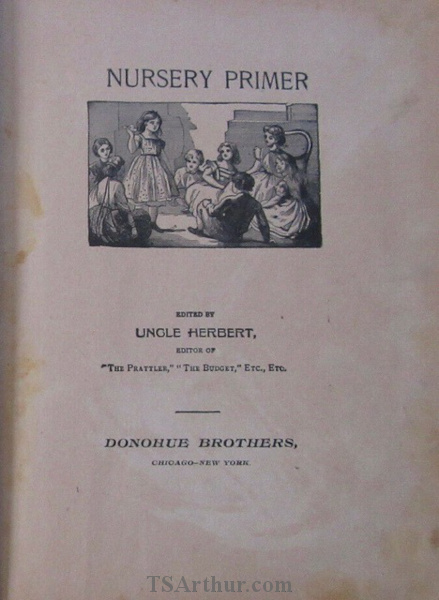 NURSERY PRIMER
EDITED BY
UNCLE HERBERT,
EDITOR OF
"THE PRATTLER," "THE BUDGET," ETC., ETC.
DONOHUE BROTHERS,
CHICAGO—NEW YORK.
TSArthur.com